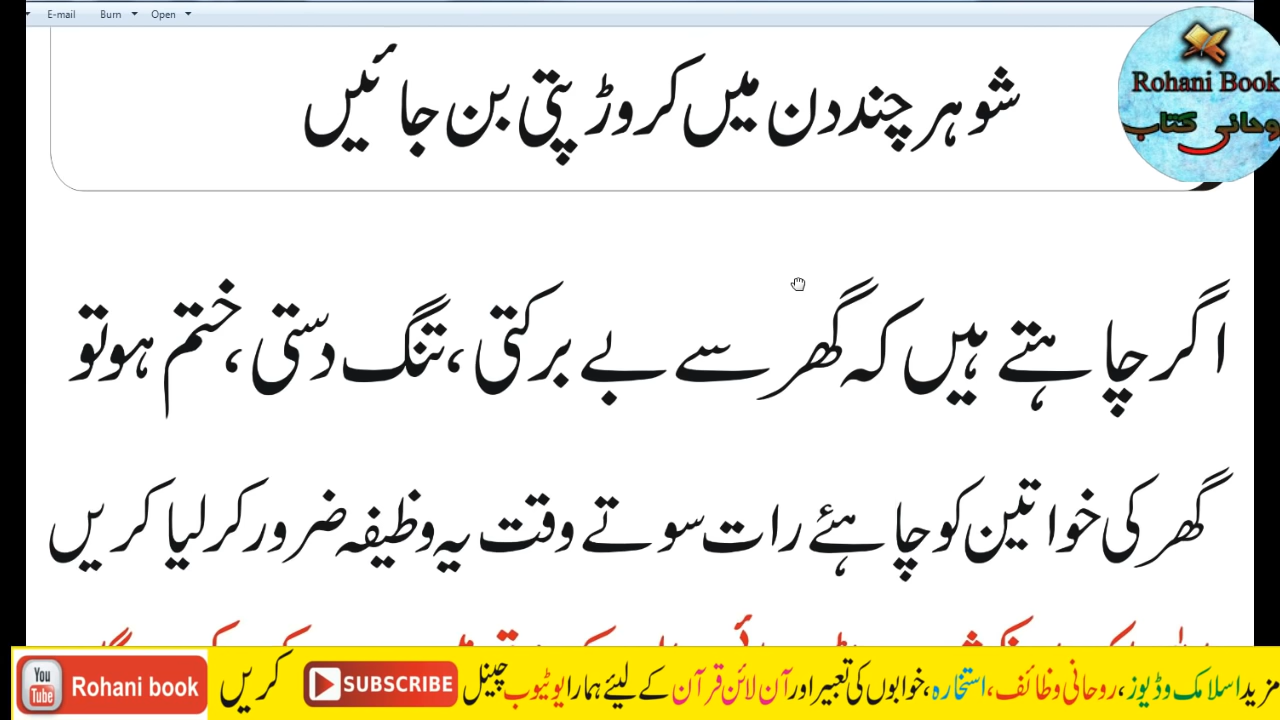 E-mail Burn Open
Rohani Book
شوہر چند دن میں کروڑ پتی بن جائیں
اگر چاہتے ہیں کہ گھر سے بے برکتی، تنگ دستی، ختم ہو تو
گھر کی خواتین کو چاہئے رات سوتے وقت یہ وظیفہ ضرور کر لیا کریں
مزید اسلامک وڈیوز، روحانی وظائف، استخارہ، خوابوں کی تعبیر اور آن لائن قرآن کے لیئے ہمارا یوٹیوب چینل SUBSCRIBE کریں Rohani book You Tube